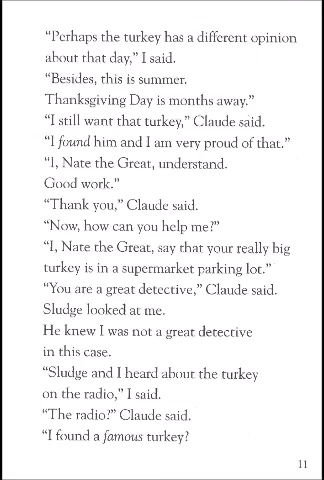 “Perhaps the turkey has a different opinion
about that day,” I said.
“Besides, this is summer.
Thanksgiving Day is months away.”
“I still want that turkey,” Claude said.
“I found him and I am very proud of that.”
“I, Nate the Great, understand.
Good work.”
“Thank you,” Claude said.
“Now, how can you help me?”
“I, Nate the Great, say that your really big
turkey is in a supermarket parking lot.”
“You are a great detective,” Claude said.
Sludge looked at me.
He knew I was not a great detective
in this case.
“Sludge and I heard about the turkey
on the radio,” I said.
“The radio?” Claude said.
“I found a famous turkey?
11